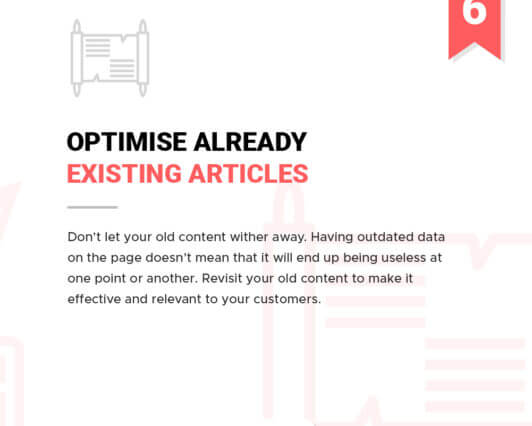 6
OPTIMISE ALREADY
EXISTING ARTICLES
Don't let your old content wither away. Having outdated data
on the page doesn't mean that it will end up being useless at
one point or another. Revisit your old content to make it
effective and relevant to your customers.